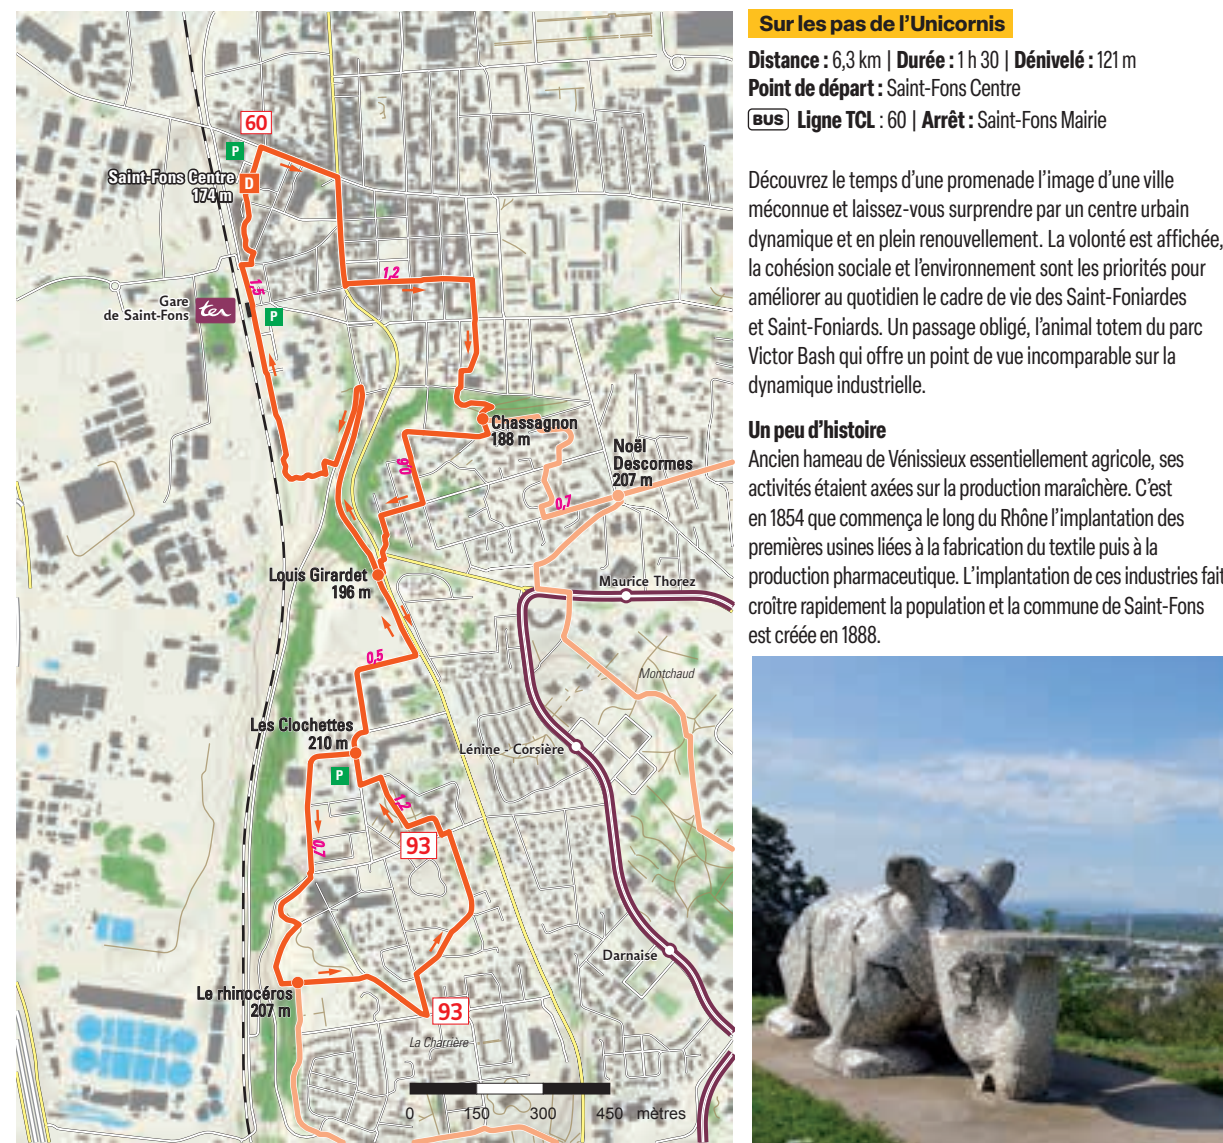 60
P
Saint-Fons Centre
D
174 m
1,2
1,5
Gare
de Saint-Fons
ter
P
Chassagnon
188 m
Noël
Descormes
207 m
0,6
0,7
Louis Girardet
196 m
Maurice Thorez
0,5
Montchaud
Les Clochettes
210 m
Lénine - Corsière
P
1,2
0,7
93
Darnaise
Le rhinocéros
207 m
93
La Charrière
0 150 300 450 mètres
Sur les pas de l'Unicornis
Distance : 6,3 km | Durée : 1 h 30 | Dénivelé : 121 m
Point de départ : Saint-Fons Centre
BUS Ligne TCL : 60 | Arrêt : Saint-Fons Mairie
Découvrez le temps d'une promenade l'image d'une ville
méconnue et laissez-vous surprendre par un centre urbain
dynamique et en plein renouvellement. La volonté est affichée,
la cohésion sociale et l'environnement sont les priorités pour
améliorer au quotidien le cadre de vie des Saint-Foniardes
et Saint-Foniards. Un passage obligé, l'animal totem du parc
Victor Bash qui offre un point de vue incomparable sur la
dynamique industrielle.
Un peu d'histoire
Ancien hameau de Vénissieux essentiellement agricole, ses
activités étaient axées sur la production maraîchère. C'est
en 1854 que commença le long du Rhône l'implantation des
premières usines liées à la fabrication du textile puis à la
production pharmaceutique. L'implantation de ces industries fait
croître rapidement la population et la commune de Saint-Fons
est créée en 1888.